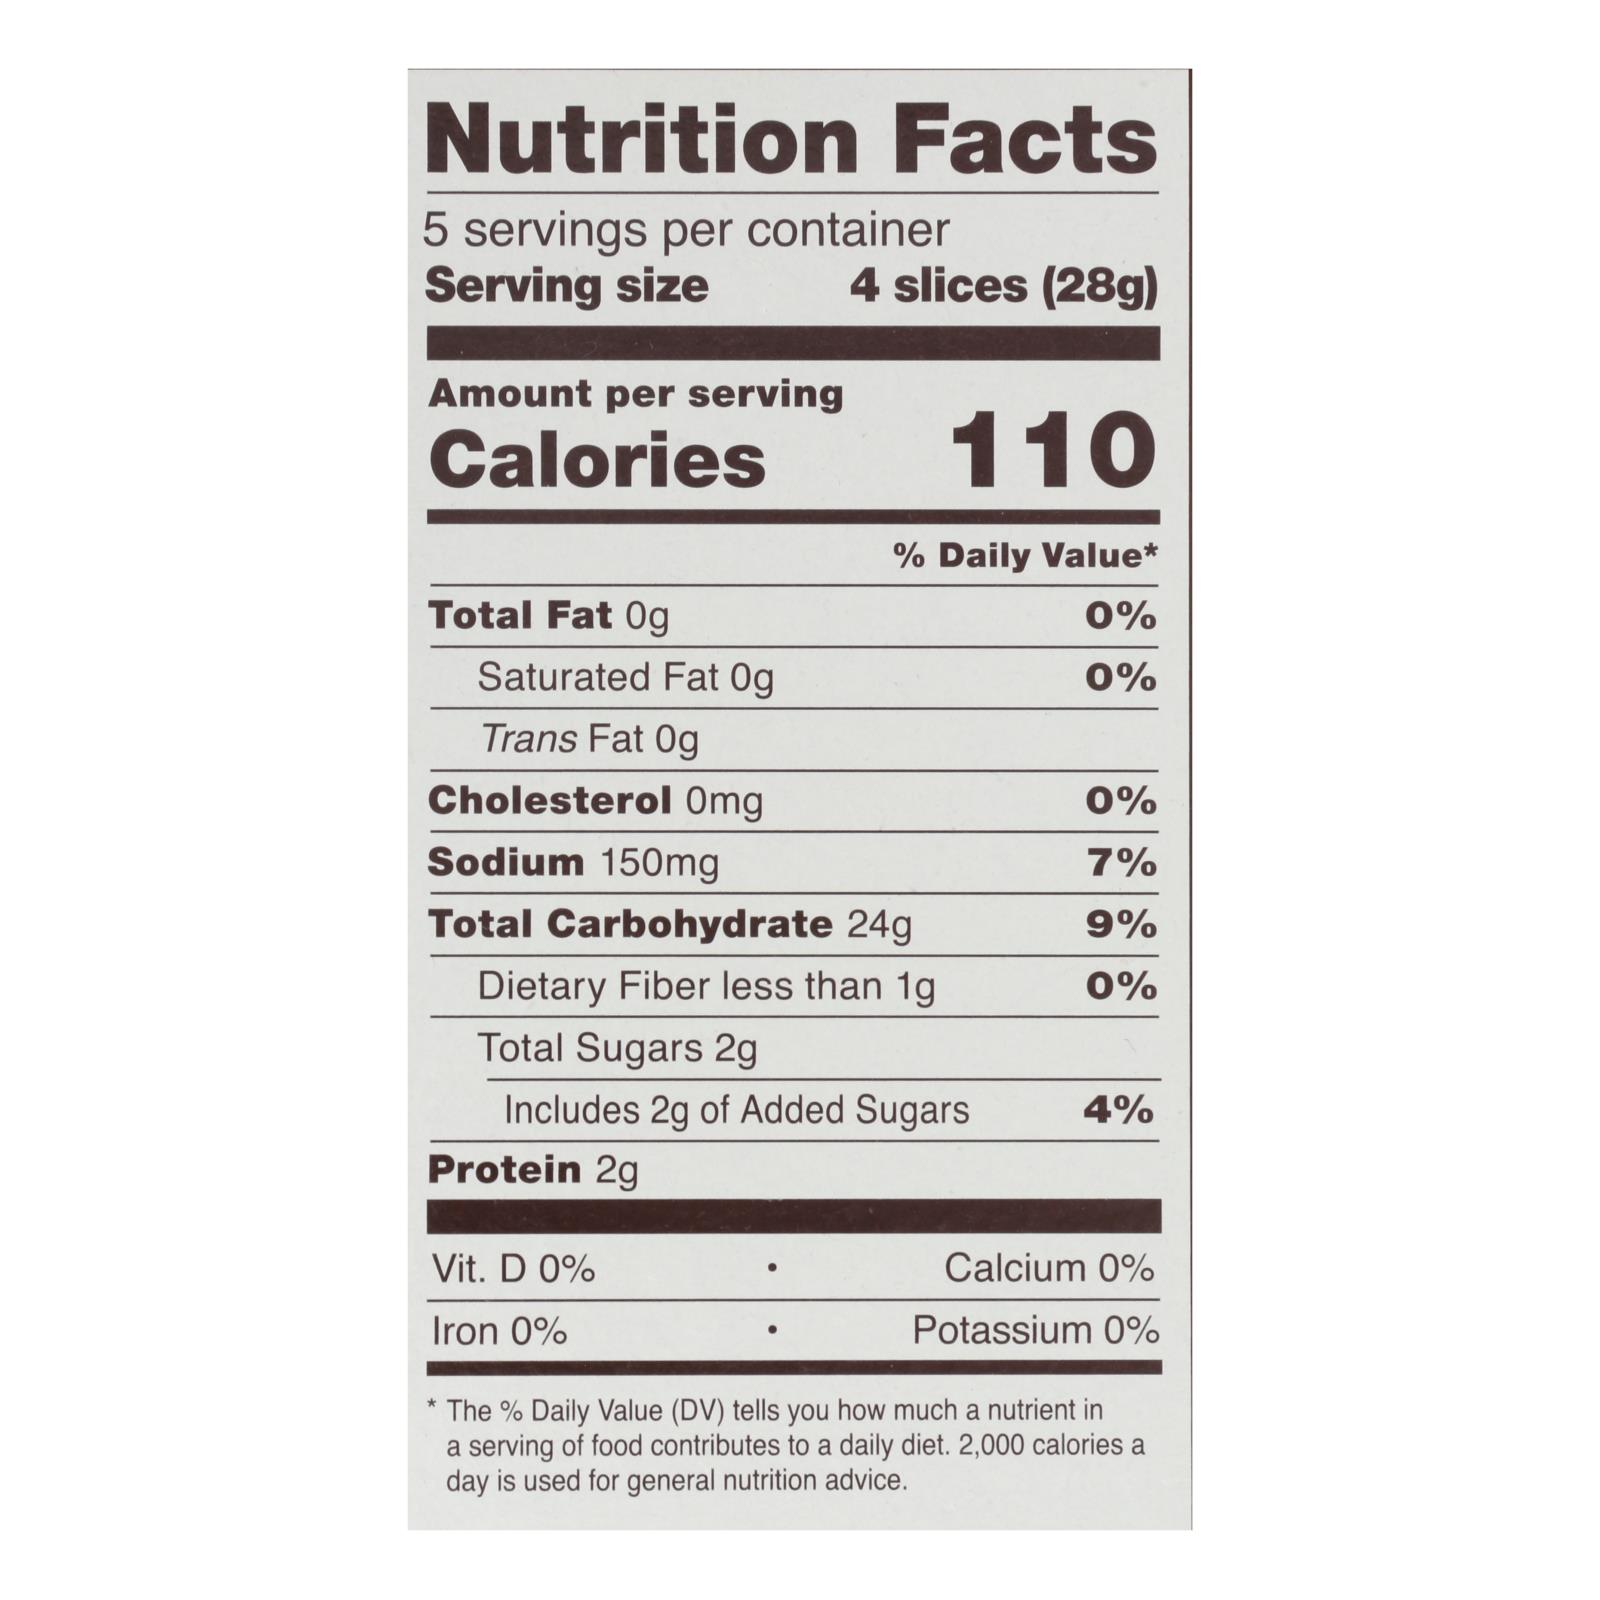 Nutrition Facts
5 servings per container
Serving size 4 slices (28g)
Amount per serving
Calories 110
% Daily Value*
Total Fat 0g 0%
Saturated Fat 0g 0%
Trans Fat 0g
Cholesterol 0mg 0%
Sodium 150mg 7%
Total Carbohydrate 24g 9%
Dietary Fiber less than 1g 0%
Total Sugars 2g
Includes 2g of Added Sugars 4%
Protein 2g
Vit. D 0% • Calcium 0%
Iron 0% • Potassium 0%
* The % Daily Value (DV) tells you how much a nutrient in
a serving of food contributes to a daily diet. 2,000 calories a
day is used for general nutrition advice.